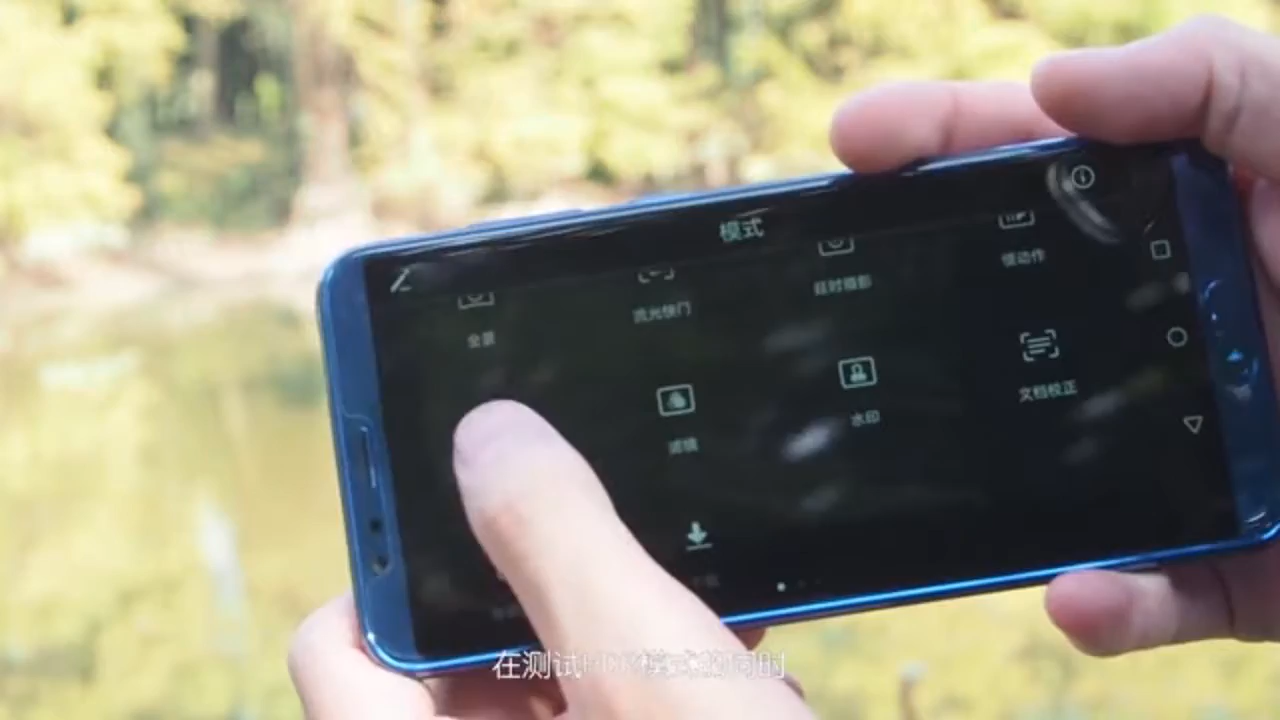 模式
慢动作
延时摄影
流光快门
全景
文档校正
水印
滤镜
在测试HDR模式的同时